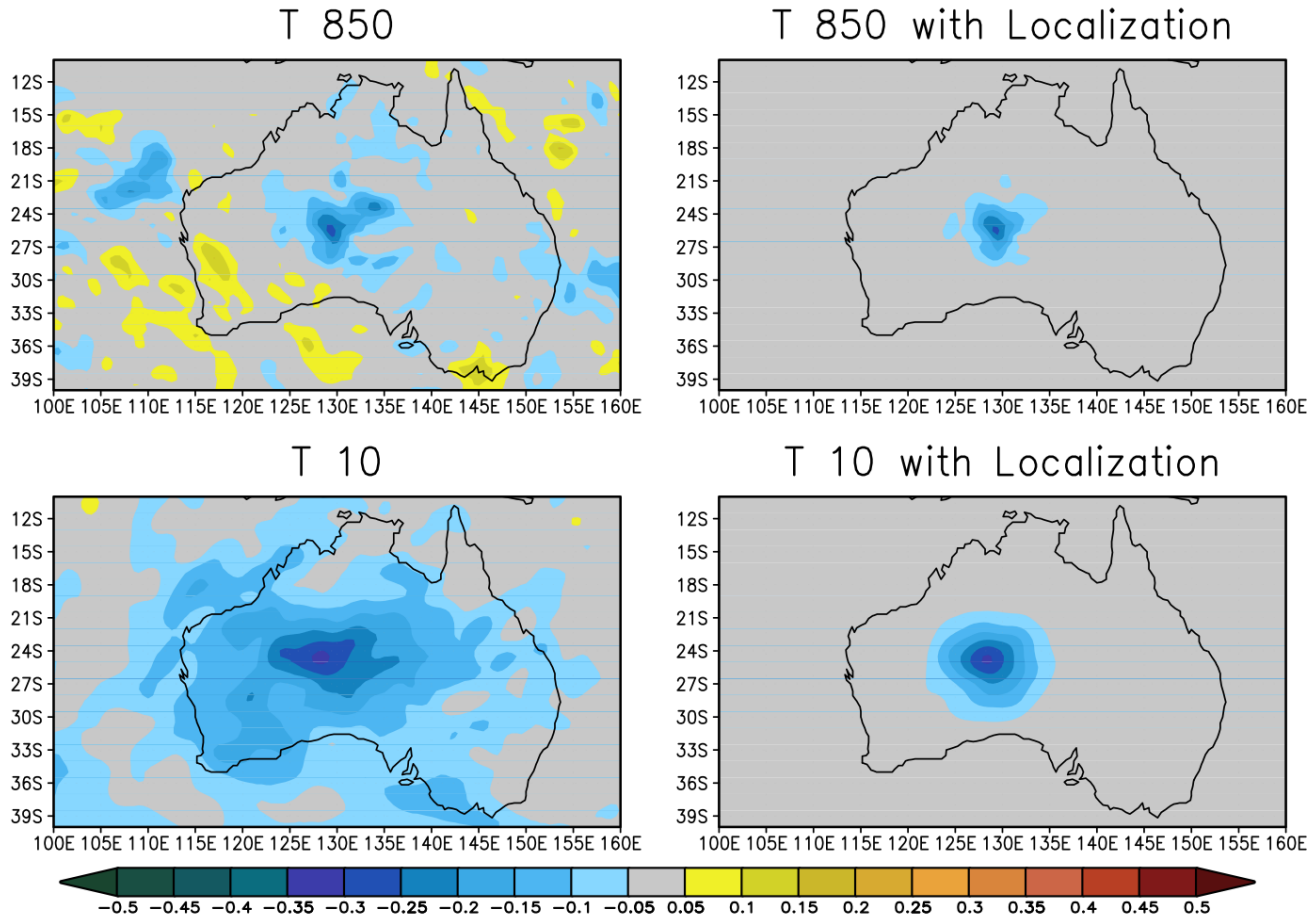 T 850
T 850 with Localization
12S
15S
18S
21S
24S
27S
30S
33S
36S
39S
100E 105E 110E 115E 120E 125E 130E 135E 140E 145E 150E 155E 160E
12S
15S
18S
21S
24S
27S
30S
33S
36S
39S
100E 105E 110E 115E 120E 125E 130E 135E 140E 145E 150E 155E 160E
T 10
T 10 with Localization
12S
15S
18S
21S
24S
27S
30S
33S
36S
39S
100E 105E 110E 115E 120E 125E 130E 135E 140E 145E 150E 155E 160E
12S
15S
18S
21S
24S
27S
30S
33S
36S
39S
100E 105E 110E 115E 120E 125E 130E 135E 140E 145E 150E 155E 160E
−0.5 −0.45 −0.4 −0.35 −0.3 −0.25 −0.2 −0.15 −0.1 −0.05 0.05 0.1 0.15 0.2 0.25 0.3 0.35 0.4 0.45 0.5